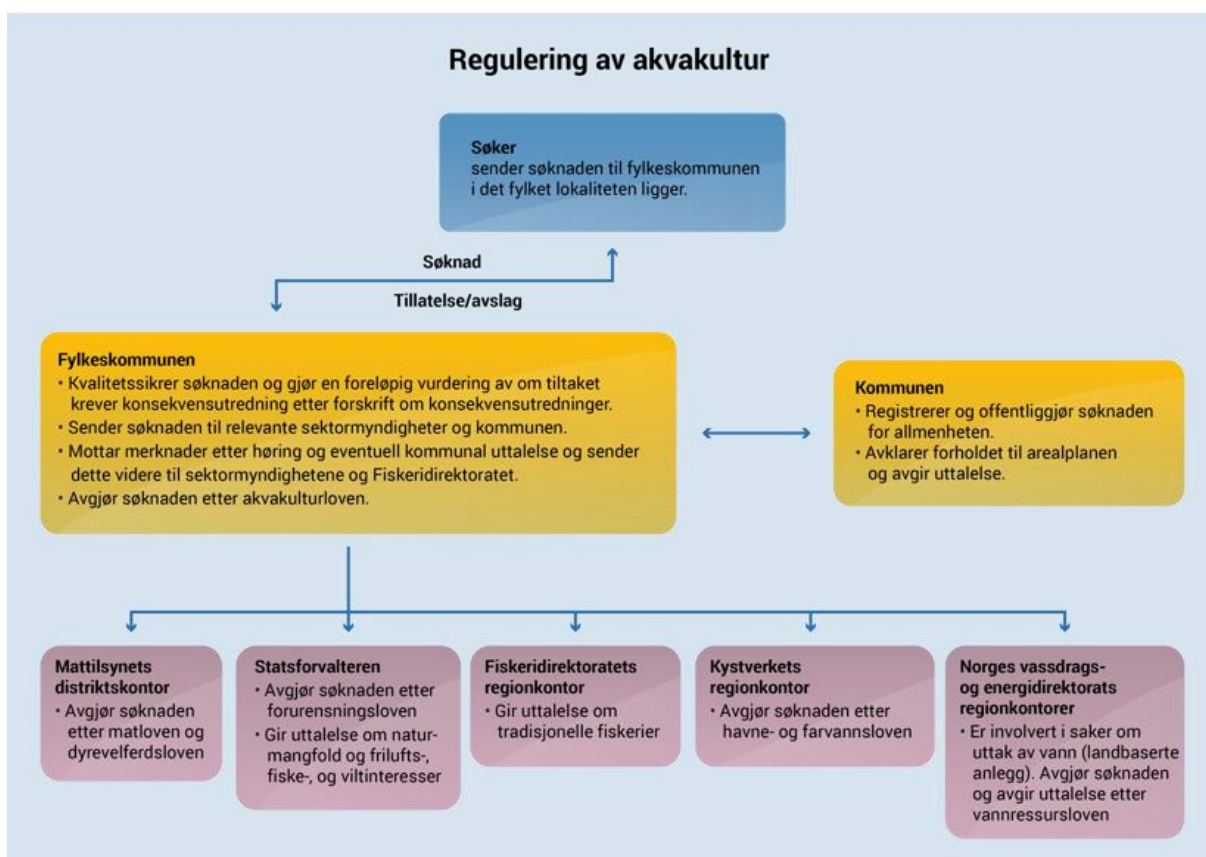 Regulering av akvakultur
Søker
sender søknaden til fylkeskommunen
i det fylket lokaliteten ligger.
Søknad
Tillatelse/avslag
Fylkeskommunen
• Kvalitetssikrer søknaden og gjør en foreløpig vurdering av om tiltaket
krever konsekvensutredning etter forskrift om konsekvensutredninger.
• Sender søknaden til relevante sektormyndigheter og kommunen.
• Mottar merknader etter høring og eventuell kommunal uttalelse og sender
dette videre til sektormyndighetene og Fiskeridirektoratet.
• Avgjør søknaden etter akvakulturloven.
Kommunen
• Registrerer og offentliggjør søknaden
for allmenheten.
• Avklarer forholdet til arealplanen
og avgir uttalelse.
Mattilsynets
distriktskontor
• Avgjør søknaden
etter matloven og
dyrevelferdsloven
Statsforvalteren
• Avgjør søknaden etter
forurensningsloven
• Gir uttalelse om natur-
mangfold og frilufts-,
fiske-, og viltinteresser
Fiskeridirektoratets
regionkontor
• Gir uttalelse om
tradisjonelle fiskerier
Kystverkets
regionkontor
• Avgjør søknaden etter
havne- og farvannsloven
Norges vassdrags-
og energidirektorats
regionkontorer
• Er involvert i saker om
uttak av vann (landbaserte
anlegg). Avgjør søknaden
og avgir uttalelse etter
vannressursloven